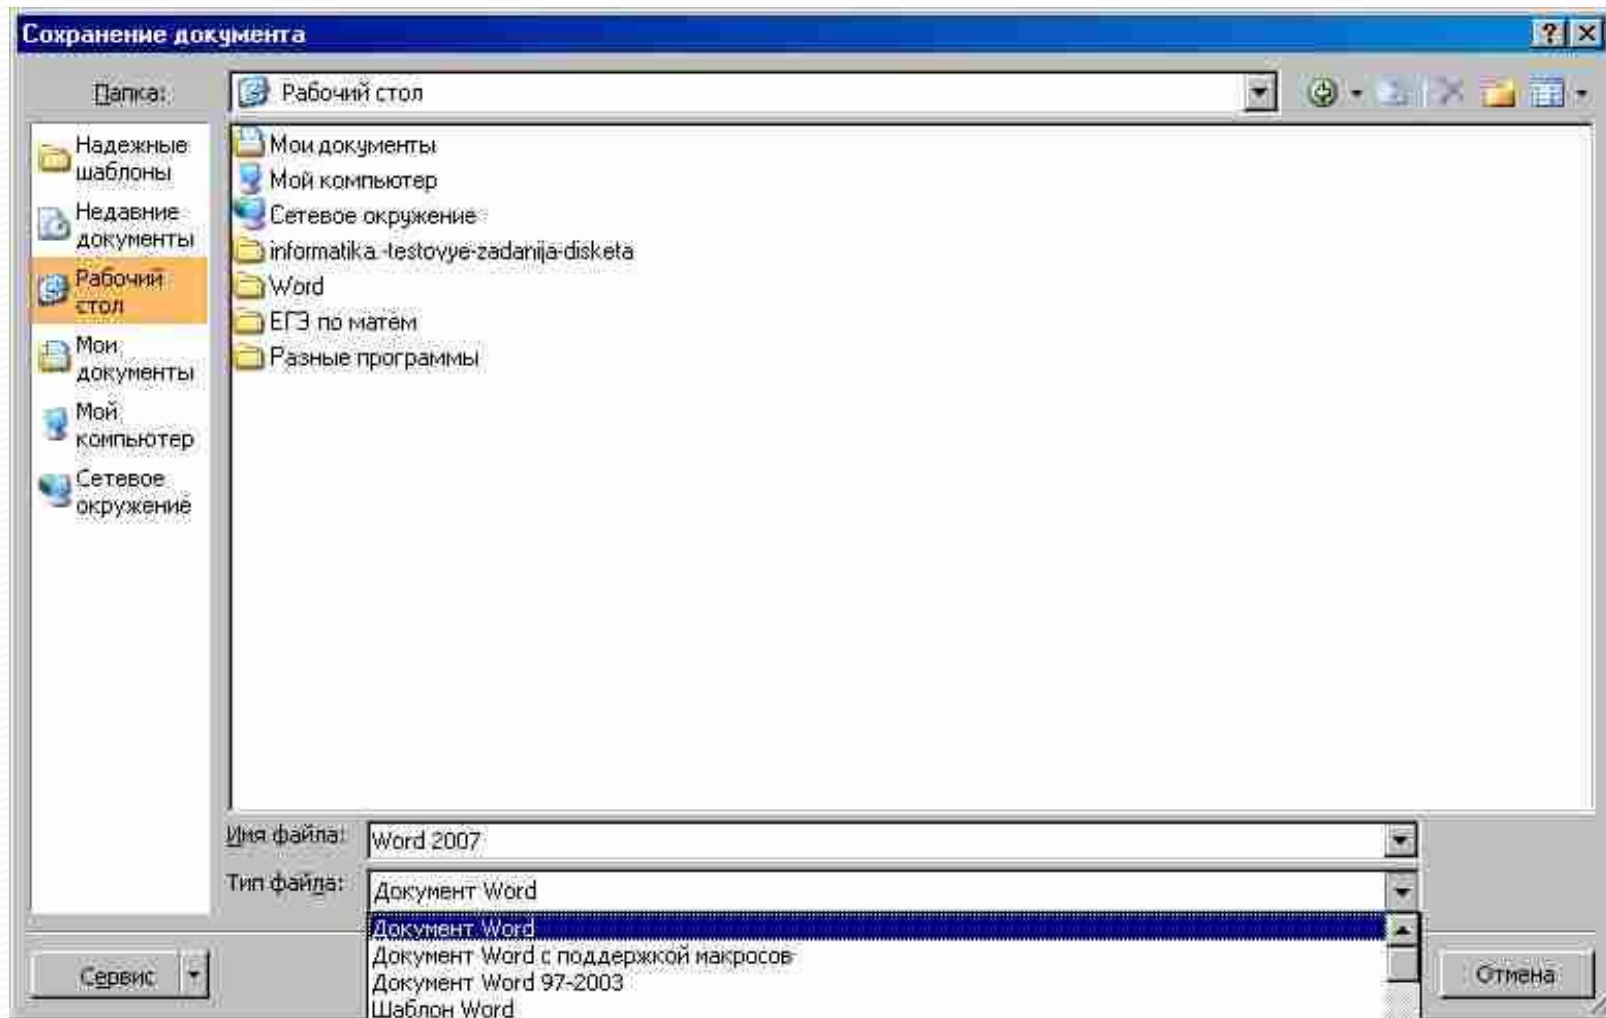 Сохранение документа
Папка:
Рабочий стол
Надежные
шаблоны
Недавние
документы
Рабочий
стол
Мои
документы
Мой
компьютер
Сетевое
окружение
Мои документы
Мой компьютер
Сетевое окружение
informatika.-testovye-zadanija-disketa
Word
ЕГЭ по матем
Разные программы
Имя файла:
Word 2007
Тип файла:
Документ Word
Документ Word
Документ Word с поддержкой макросов
Документ Word 97-2003
Шаблон Word
Сервис
Отмена